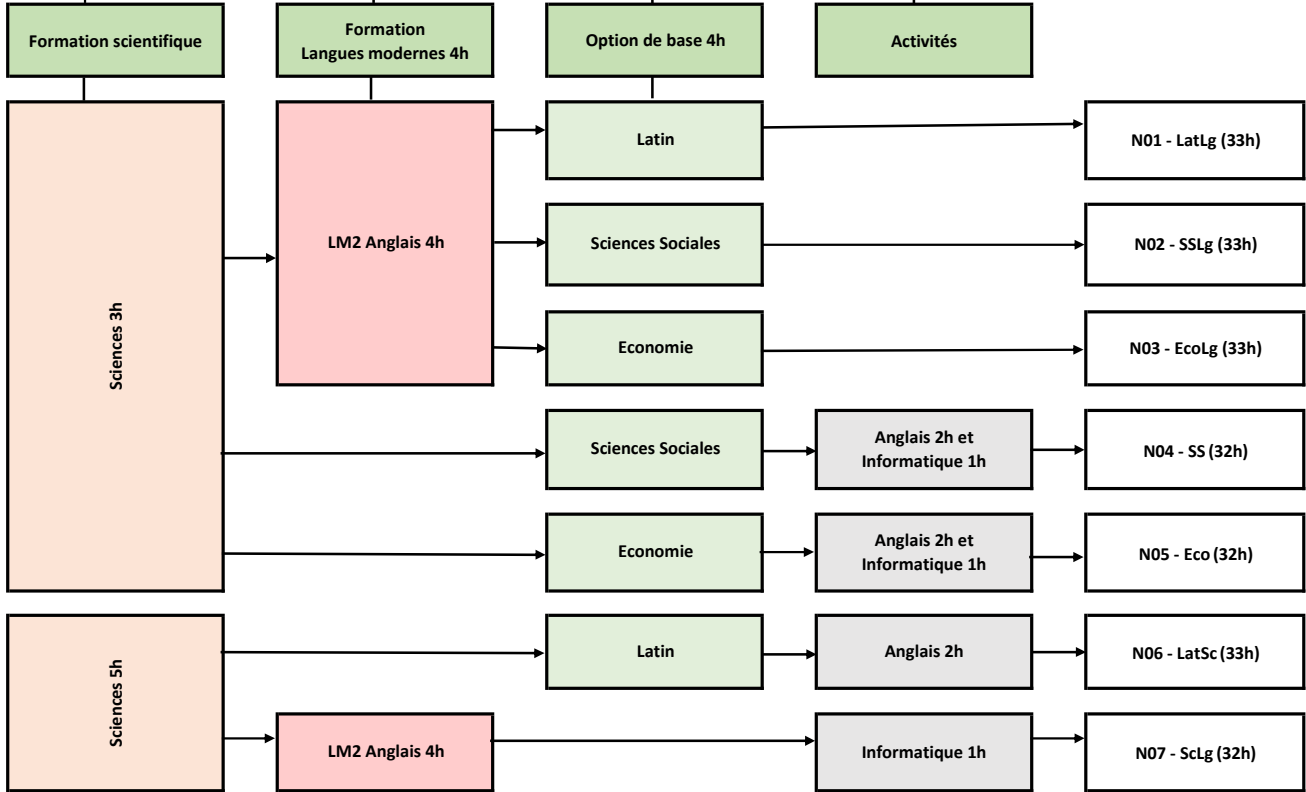 Formation scientifique
Formation
Langues modernes 4h
Option de base 4h
Activités
Sciences 3h
LM2 Anglais 4h
Latin
N01 - LatLg (33h)
Sciences Sociales
N02 - SSLg (33h)
Economie
N03 - EcoLg (33h)
Sciences Sociales
Anglais 2h et
Informatique 1h
N04 - SS (32h)
Economie
Anglais 2h et
Informatique 1h
N05 - Eco (32h)
Sciences 5h
Latin
Anglais 2h
N06 - LatSc (33h)
LM2 Anglais 4h
Informatique 1h
N07 - ScLg (32h)